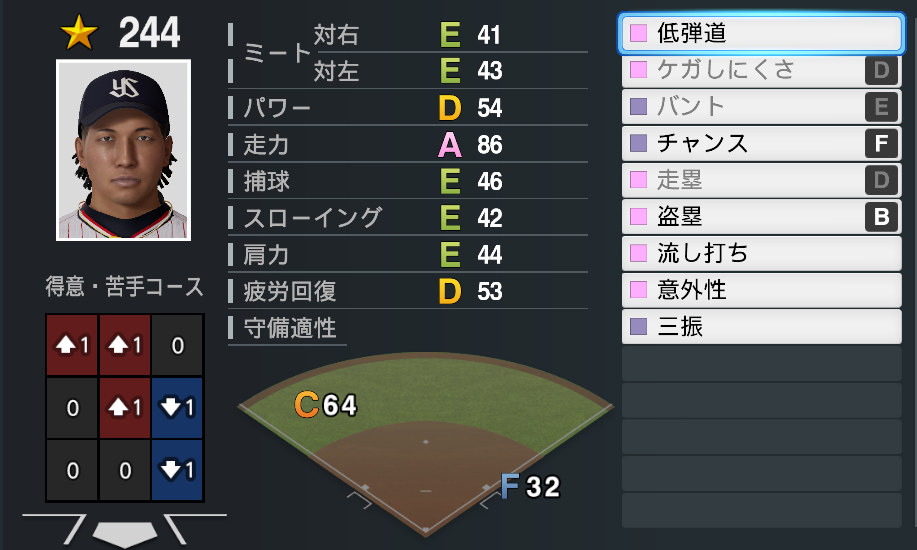 244
YS
得意・苦手コース
1 1 0
0 1 1
0 0 1
ミート 対右 E 41
対左 E 43
パワー D 54
走力 A 86
捕球 E 46
スローイング E 42
肩力 E 44
疲労回復 D 53
守備適性
C 64
F 32
低弾道
ケガしにくさ D
バント E
チャンス F
走塁 D
盗塁 B
流し打ち
意外性
三振